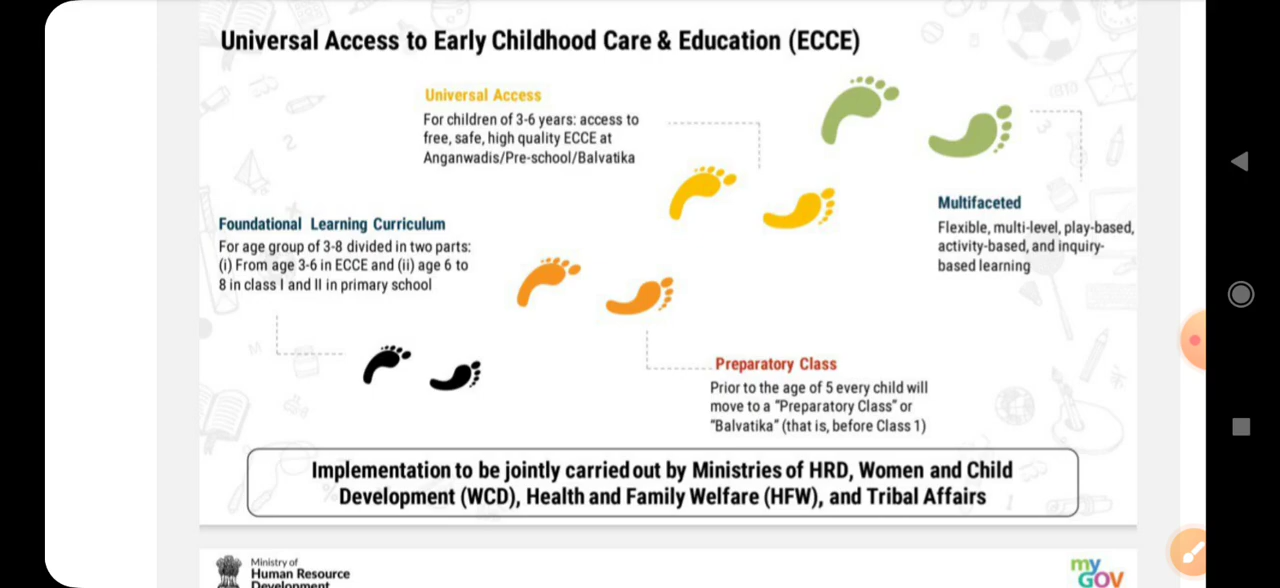 Universal Access to Early Childhood Care & Education (ECCE)
Universal Access
For children of 3-6 years: access to
free, safe, high quality ECCE at
Anganwadis/Pre-school/Balvatika
Multifaceted
Flexible, multi-level, play-based,
activity-based, and inquiry-
based learning
Foundational Learning Curriculum
For age group of 3-8 divided in two parts:
(i) From age 3-6 in ECCE and (ii) age 6 to
8 in class I and II in primary school
Preparatory Class
Prior to the age of 5 every child will
move to a "Preparatory Class" or
"Balvatika" (that is, before Class 1)
Implementation to be jointly carried out by Ministries of HRD, Women and Child
Development (WCD), Health and Family Welfare (HFW), and Tribal Affairs
Ministry of
Human Resource
Development
my
GOV